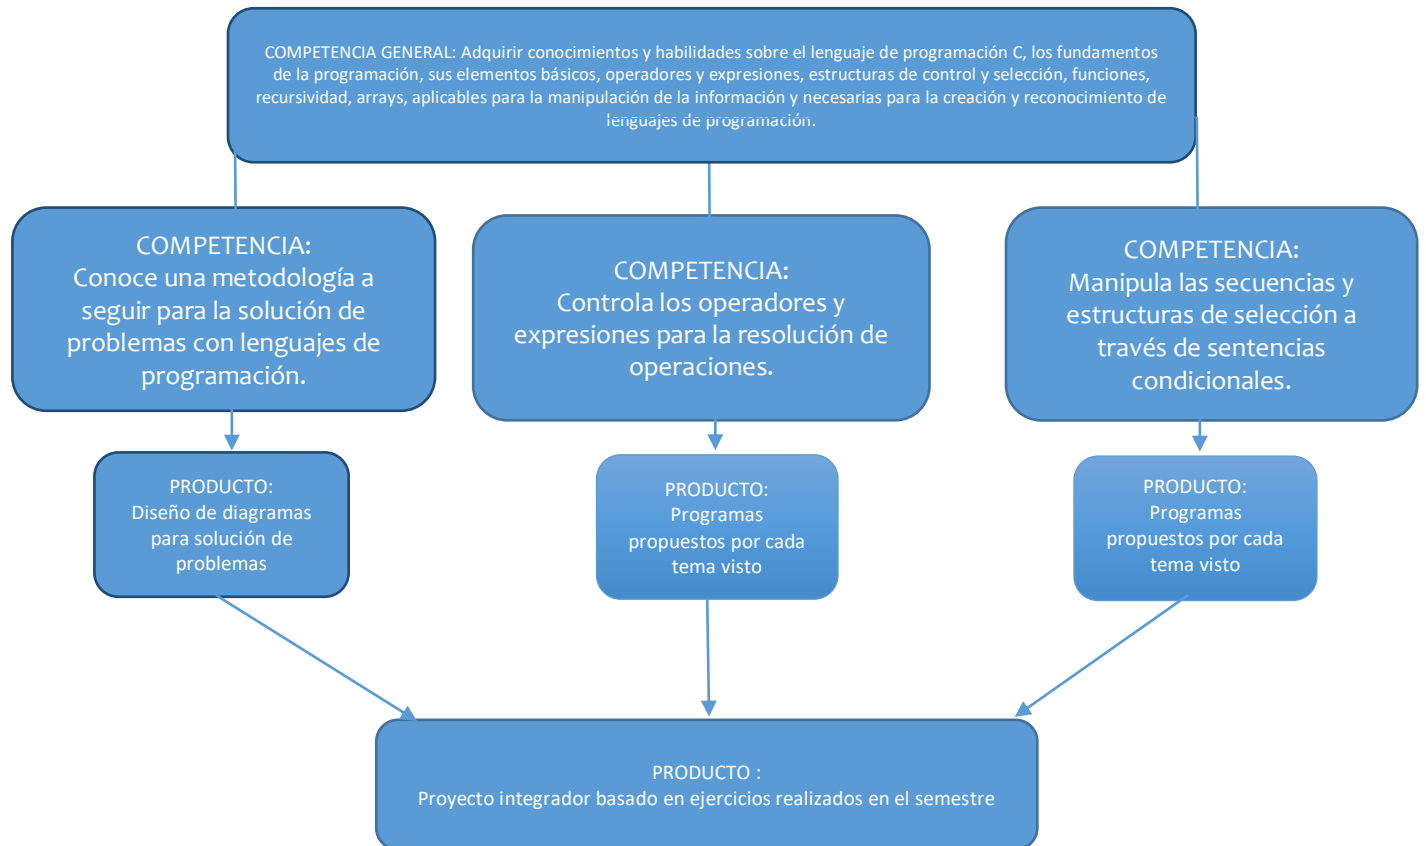 COMPETENCIA GENERAL: Adquirir conocimientos y habilidades sobre el lenguaje de programación C, los fundamentos
de la programación, sus elementos básicos, operadores y expresiones, estructuras de control y selección, funciones,
recursividad, arrays, aplicables para la manipulación de la información y necesarias para la creación y reconocimiento de
lenguajes de programación.
COMPETENCIA:
Conoce una metodología a
seguir para la solución de
problemas con lenguajes de
programación.
COMPETENCIA:
Controla los operadores y
expresiones para la resolución de
operaciones.
COMPETENCIA:
Manipula las secuencias y
estructuras de selección a
través de sentencias
condicionales.
PRODUCTO:
Diseño de diagramas
para solución de
problemas
PRODUCTO:
Programas
propuestos por cada
tema visto
PRODUCTO:
Programas
propuestos por cada
tema visto
PRODUCTO :
Proyecto integrador basado en ejercicios realizados en el semestre